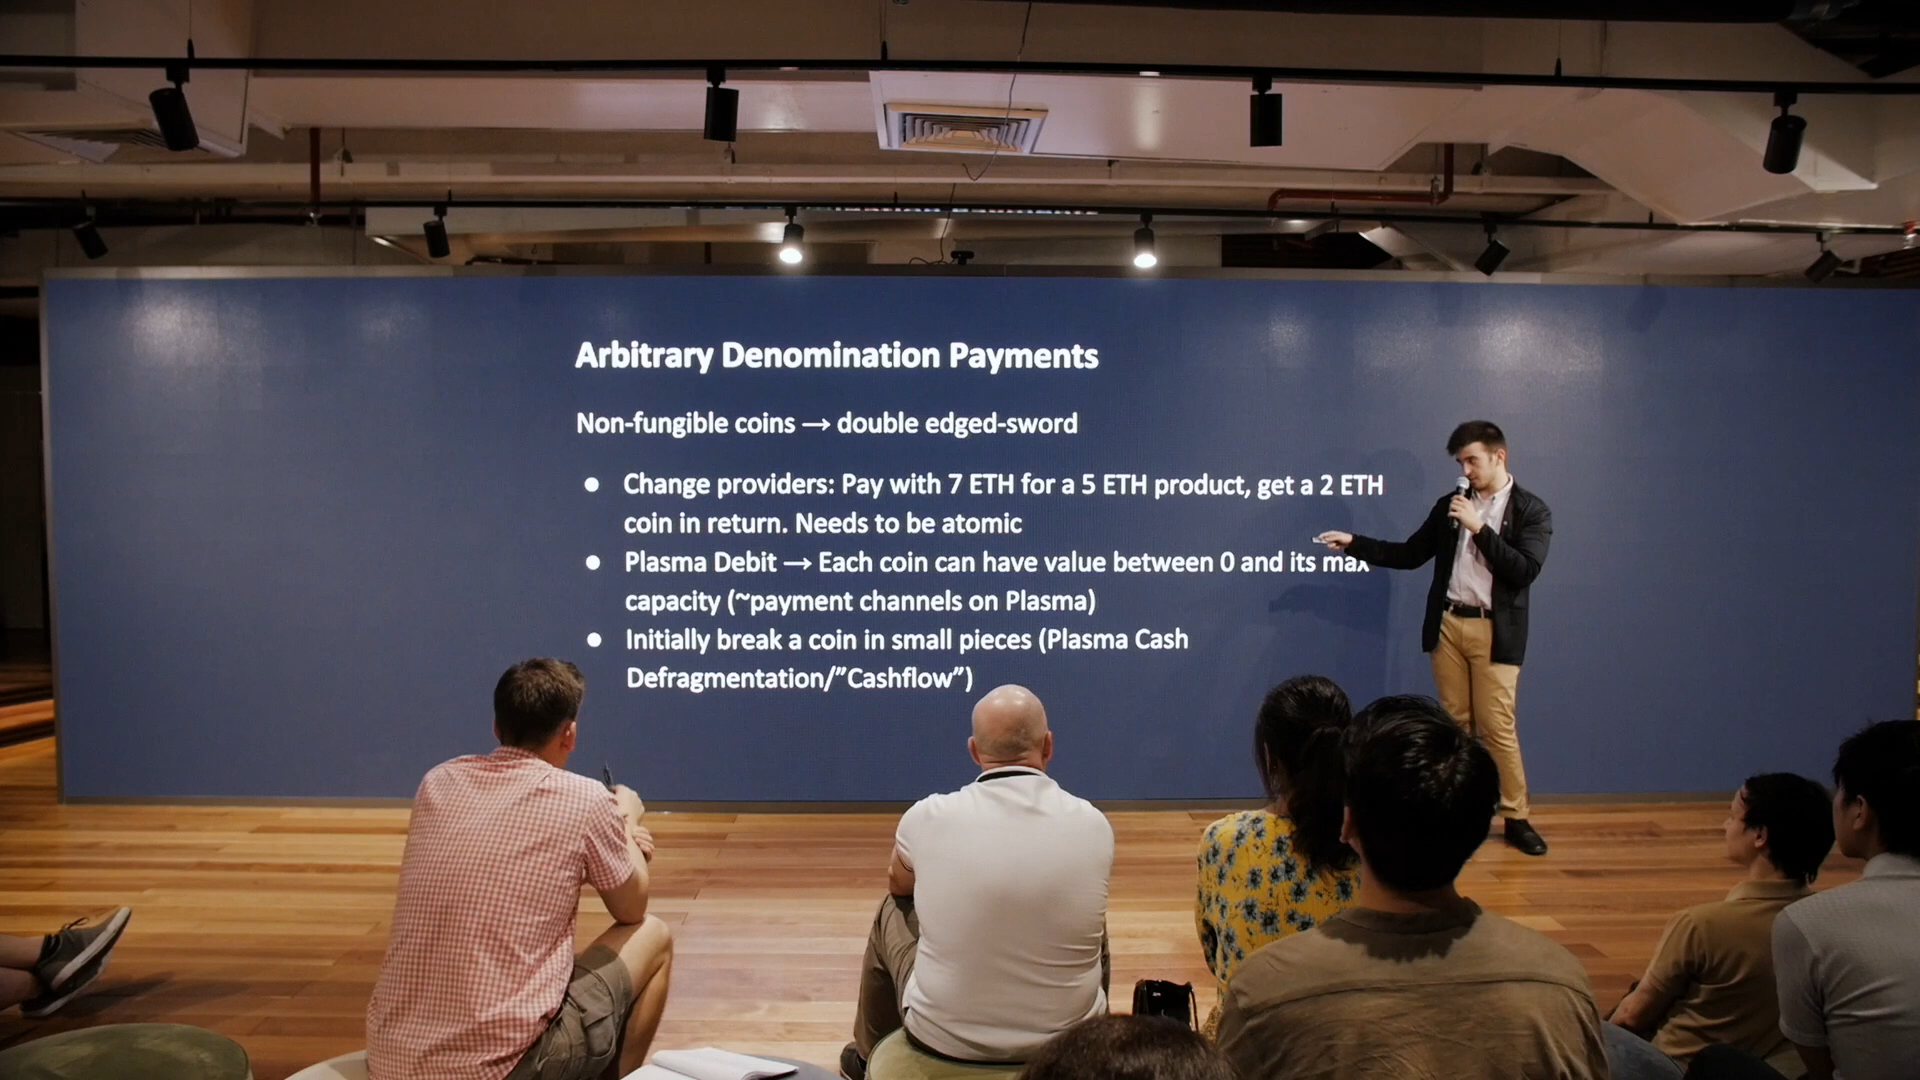 Arbitrary Denomination Payments
Non-fungible coins → double edged-sword
● Change providers: Pay with 7 ETH for a 5 ETH product, get a 2 ETH
coin in return. Needs to be atomic
● Plasma Debit → Each coin can have value between 0 and its max
capacity (~payment channels on Plasma)
● Initially break a coin in small pieces (Plasma Cash
Defragmentation/”Cashflow”)